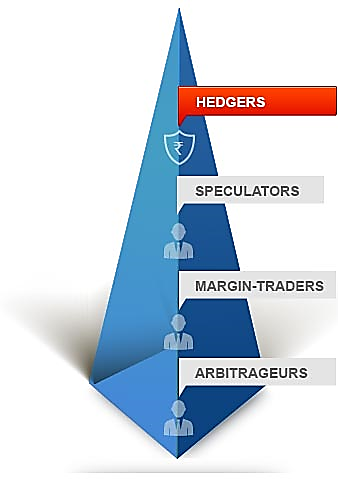 HEDGERS
₹
SPECULATORS
MARGIN-TRADERS
ARBITRAGEURS